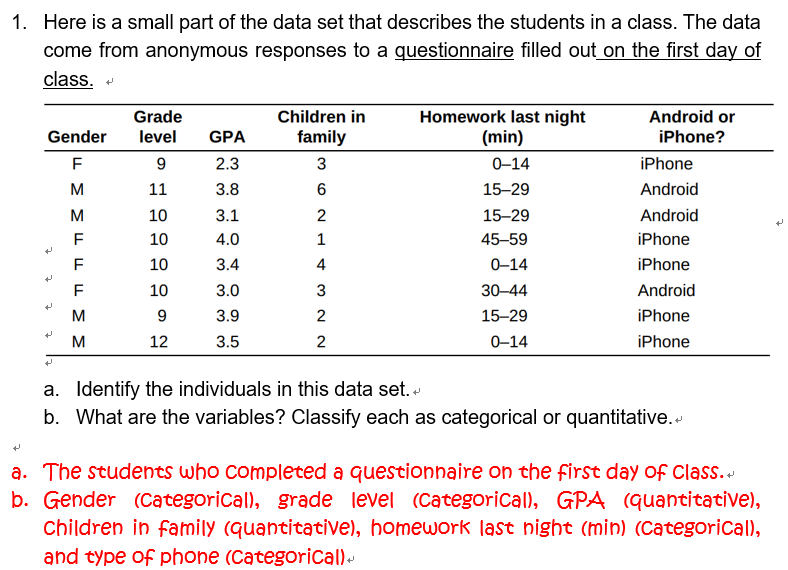 1. Here is a small part of the data set that describes the students in a class. The data
come from anonymous responses to a questionnaire filled out on the first day of
class.
Grade Children in Homework last night Android or
Gender level GPA family (min) iPhone?
F 9 2.3 3 0–14 iPhone
M 11 3.8 6 15–29 Android
M 10 3.1 2 15–29 Android
F 10 4.0 1 45–59 iPhone
F 10 3.4 4 0–14 iPhone
F 10 3.0 3 30–44 Android
M 9 3.9 2 15–29 iPhone
M 12 3.5 2 0–14 iPhone
a. Identify the individuals in this data set.
b. What are the variables? Classify each as categorical or quantitative.
a. The students who completed a questionnaire on the first day of class.
b. Gender (categorical), grade level (categorical), GPA (quantitative),
children in family (quantitative), homework last night (min) (categorical),
and type of phone (categorical)